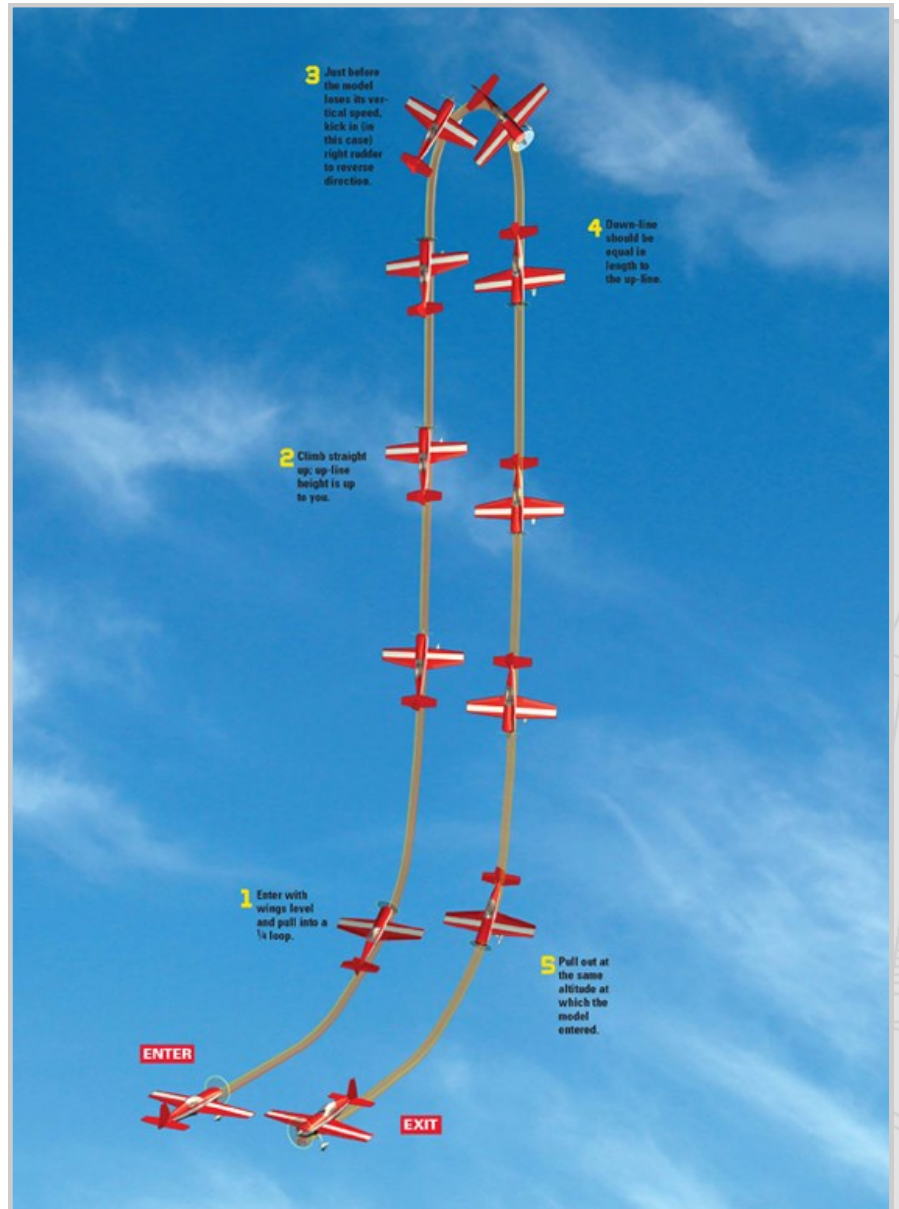 3 Just before
the model
loses its ver-
tical speed,
kick in (in
this case)
right rudder
to reverse
direction.
4 Down-line
should be
equal in
length to
the up-line.
2 Climb straight
up; up-line
height is up
to you.
1 Enter with
wings level
and pull into a
¼ loop.
5 Pull out at
the same
altitude at
which the
model
entered.
ENTER
EXIT